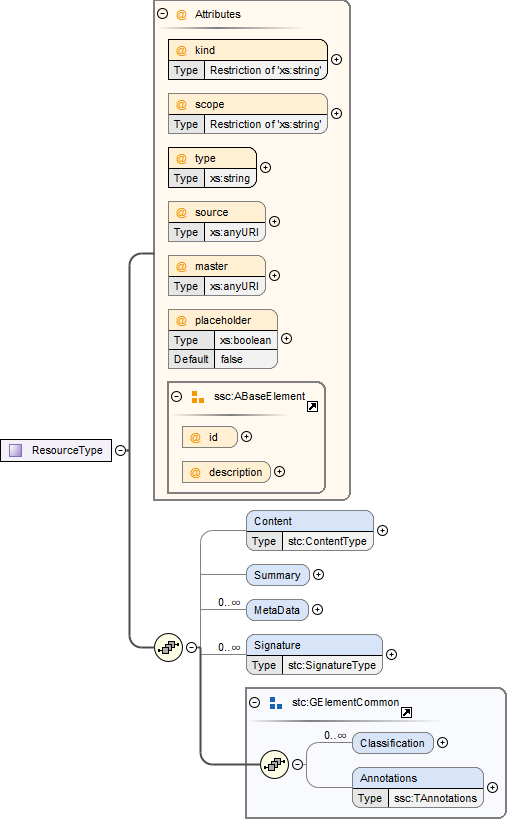 @ Attributes
@ kind
Type Restriction of 'xs:string'
@ scope
Type Restriction of 'xs:string'
@ type
Type xs:string
@ source
Type xs:anyURI
@ master
Type xs:anyURI
@ placeholder
Type xs:boolean
Default false
ssc:ABaseElement
@ id
@ description
ResourceType
Content
Type stc:ContentType
Summary
0..∞
MetaData
0..∞
Signature
Type stc:SignatureType
stc:GElementCommon
0..∞
Classification
Annotations
Type ssc:TAnnotations